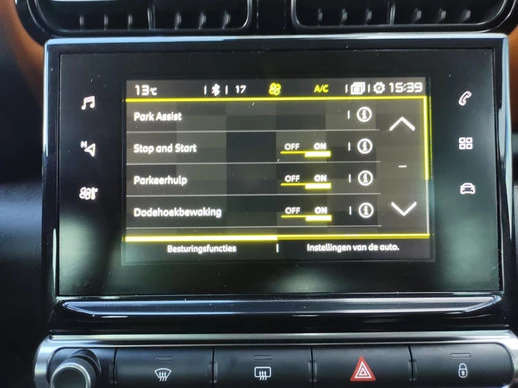 13°C 17 A/C 15:39
Park Assist
Stop and Start OFF ON
Parkeerhulp OFF ON
Dodehoekbewaking OFF ON
Besturingsfuncties Instellingen van de auto.